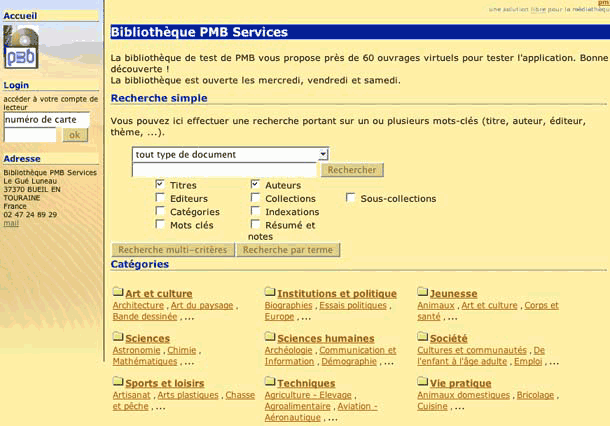 Accueil
pmb
Login
accéder à votre compte de
lecteur
numéro de carte
ok
Adresse
Bibliothèque PMB Services
Le Gué Luneau
37370 BUEIL EN
TOURAINE
France
02 47 24 89 29
mail
pm
une solution libre pour la médiathèqu
Bibliothèque PMB Services
La bibliothèque de test de PMB vous propose près de 60 ouvrages virtuels pour tester l'application. Bonne
découverte !
La bibliothèque est ouverte les mercredi, vendredi et samedi.
Recherche simple
Vous pouvez ici effectuer une recherche portant sur un ou plusieurs mots-clés (titre, auteur, éditeur,
thème, ...).
tout type de document
Rechercher
Titres Auteurs
Editeurs Collections Sous-collections
Catégories Indexations
Mots clés Résumé et
notes
Recherche multi-critères Recherche par terme
Catégories
Art et culture Institutions et politique Jeunesse
Architecture , Art du paysage , Biographies , Essais politiques , Animaux , Art et culture , Corps et
Bande dessinée , ... Europe , ... santé , ...
Sciences Sciences humaines Société
Astronomie , Chimie , Archéologie , Communication et Cultures et communautés , De
Mathématiques , ... Information , Démographie , ... l'enfant à l'âge adulte , Emploi , ...
Sports et loisirs Techniques Vie pratique
Artisanat , Arts plastiques , Chasse Agriculture - Elevage , Animaux domestiques , Bricolage ,
et pêche , ... Agroalimentaire , Aviation - Cuisine , ...
Aéronautique , ...